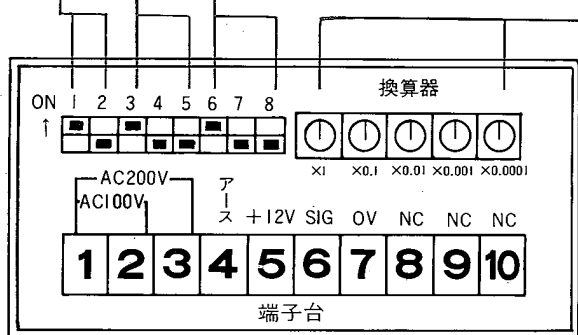 換算器
ON 1 2 3 4 5 6 7 8
↑
×1 ×0.1 ×0.01 ×0.001 ×0.0001
AC200V
AC100V
アース
+12V SIG OV NC NC NC
1 2 3 4 5 6 7 8 9 10
端子台